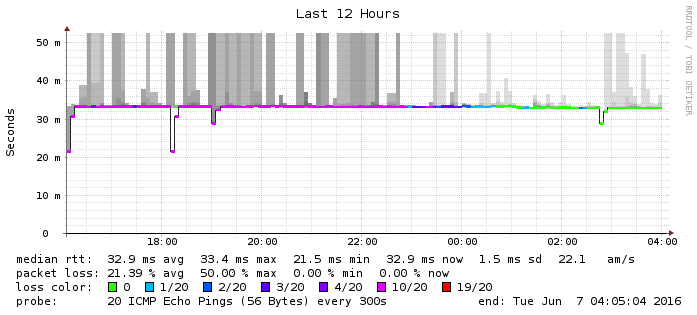 Last 12 Hours
RRDTOOL / TOBI OETIKER
Seconds
50 m
40 m
30 m
20 m
10 m
0
18:00 20:00 22:00 00:00 02:00 04:00
median rtt: 32.9 ms avg 33.4 ms max 21.5 ms min 32.9 ms now 1.5 ms sd 22.1 am/s
packet loss: 21.39 % avg 50.00 % max 0.00 % min 0.00 % now
loss color: 0 1/20 2/20 3/20 4/20 10/20 19/20
probe: 20 ICMP Echo Pings (56 Bytes) every 300s end: Tue Jun 7 04:05:04 2016